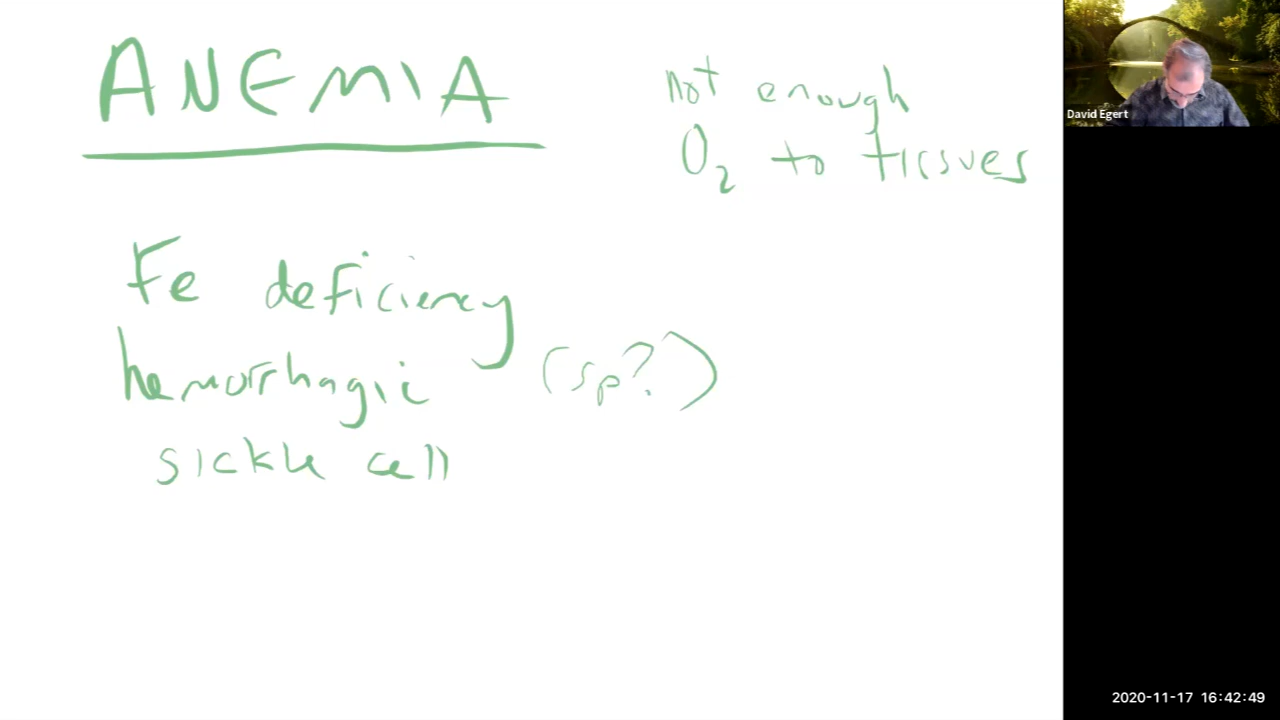 ANEMIA
not enough
O₂ to tissues
Fe deficiency
hemorrhagic (sp?)
sickle cell
David Egert
2020-11-17 16:42:49